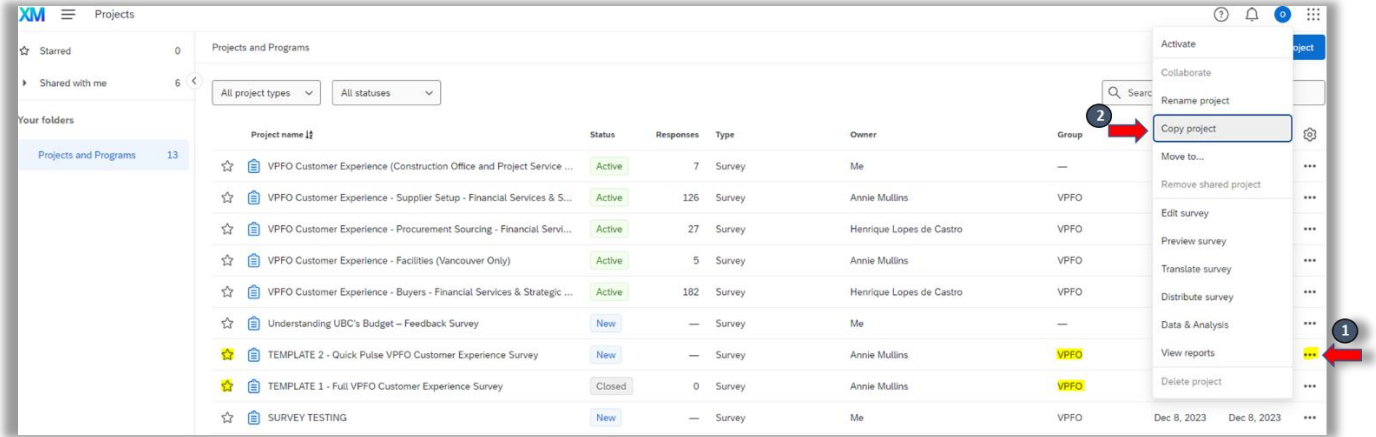 XM Projects
Starred 0
Shared with me 6
Your folders
Projects and Programs 13
Projects and Programs
All project types
All statuses
Project name Status Responses Type Owner Group
VPFO Customer Experience (Construction Office and Project Service ... Active 7 Survey Me —
VPFO Customer Experience - Supplier Setup - Financial Services & S... Active 126 Survey Annie Mullins VPFO
VPFO Customer Experience - Procurement Sourcing - Financial Servi... Active 27 Survey Henrique Lopes de Castro VPFO
VPFO Customer Experience - Facilities (Vancouver Only) Active 5 Survey Annie Mullins VPFO
VPFO Customer Experience - Buyers - Financial Services & Strategic ... Active 182 Survey Henrique Lopes de Castro VPFO
Understanding UBC's Budget – Feedback Survey New — Survey Me —
TEMPLATE 2 - Quick Pulse VPFO Customer Experience Survey New — Survey Annie Mullins VPFO
TEMPLATE 1 - Full VPFO Customer Experience Survey Closed 0 Survey Annie Mullins VPFO
SURVEY TESTING New — Survey Me VPFO Dec 8, 2023 Dec 8, 2023
O
Activate
Collaborate
Rename project
Copy project
Move to...
Remove shared project
Edit survey
Preview survey
Translate survey
Distribute survey
Data & Analysis
View reports
Delete project
2
1